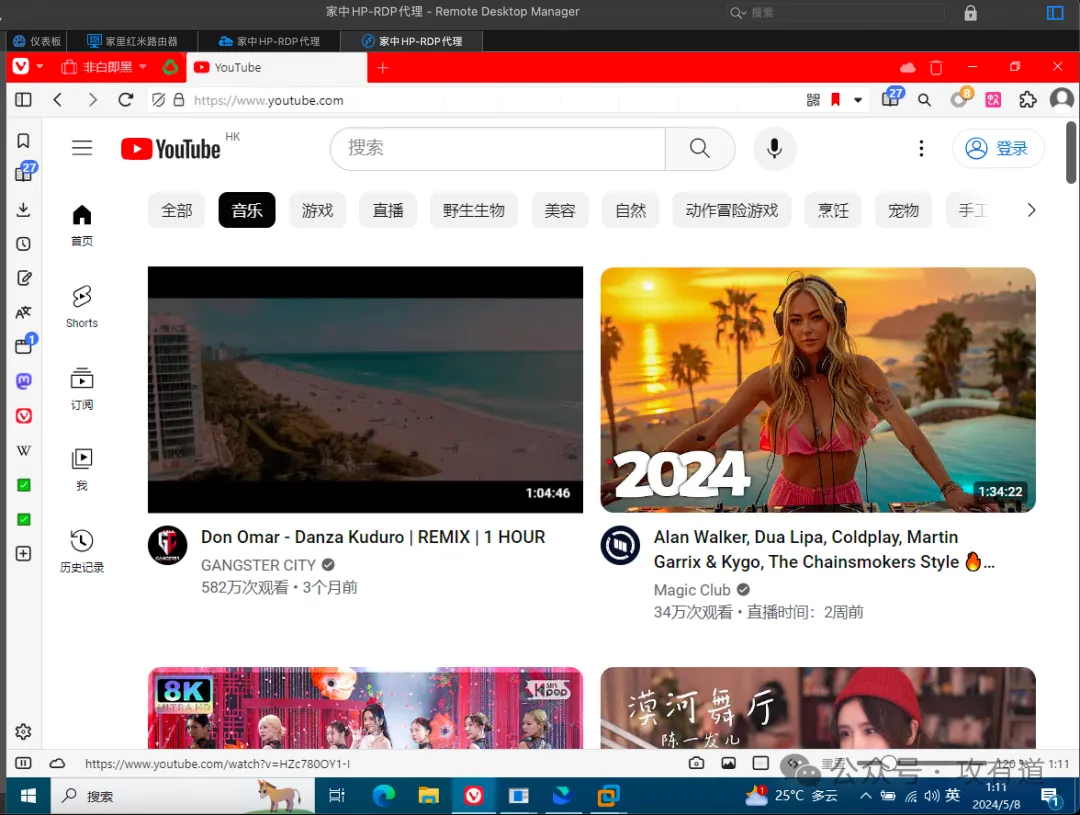 家中HP-RDP代理 - Remote Desktop Manager
搜索
仪表板
家里红米路由器
家中HP-RDP代理
家中HP-RDP代理
非白即黑
YouTube
https://www.youtube.com
27
8
27
YouTube HK
搜索
登录
全部
音乐
游戏
直播
野生生物
美容
自然
动作冒险游戏
烹饪
宠物
手工
首页
Shorts
订阅
我
历史记录
1
1:04:46
2024
1:34:22
Don Omar - Danza Kuduro | REMIX | 1 HOUR
GANGSTER CITY
582万次观看 • 3个月前
Alan Walker, Dua Lipa, Coldplay, Martin
Garrix & Kygo, The Chainsmokers Style 🔥...
Magic Club
34万次观看 • 直播时间：2周前
8K
ULTRA HD
Kpop
漠河舞厅
陈一发儿
https://www.youtube.com/watch?v=HZc780OY1-I
120 %
1:11
公众号 · 攻有道
搜索
1
25°C 多云
英
1:11
2024/5/8
1